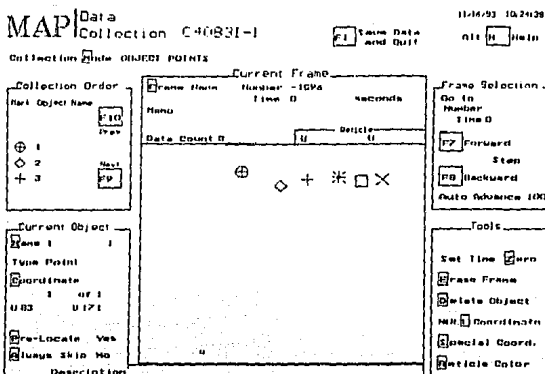 MAP Data Collection C40831-1
11/16/93 10:24:28
F1 Save Data and Quit
Alt H Help
Collection Mode OBJECT POINTS
Collection Order
Mark Object Name
F10
Prev
1
2
Next
3
F9
Current Frame
Frame Name Number
Time 0 seconds
Memo
Data Count 0
Reticle
U V
Frame Selection
Go to
Number
Time 0
F7 Forward
Step
F8 Backward
Auto Advance 100
Current Object
Name 1 1
Type Point
Coordinate
1 of 1
U 83 V 171
Pre-Locate Yes
Always Skip No
Description
Tools
Set Time Zero
Erase Frame
Delete Object
Coordinate
Special Coord.
Reticle Color